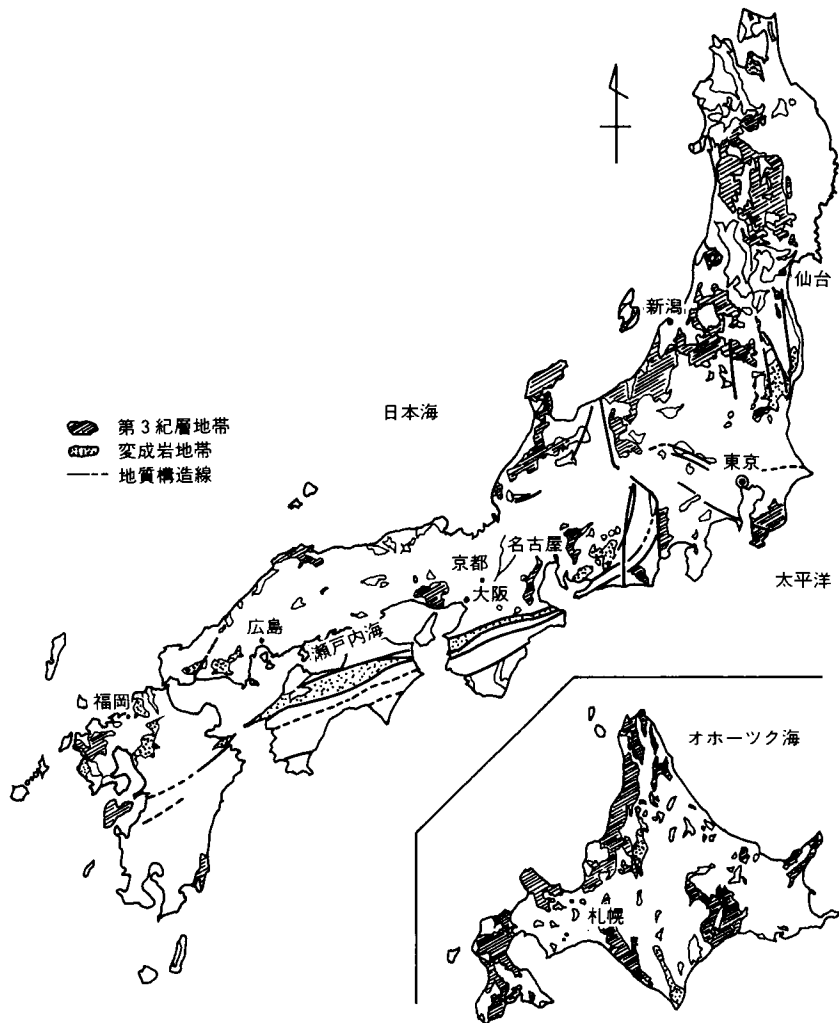 仙台
新潟
日本海
第3紀層地帯
変成岩地帯
地質構造線
東京
名古屋
京都
太平洋
大阪
広島
瀬戸内海
福岡
オホーツク海
札幌